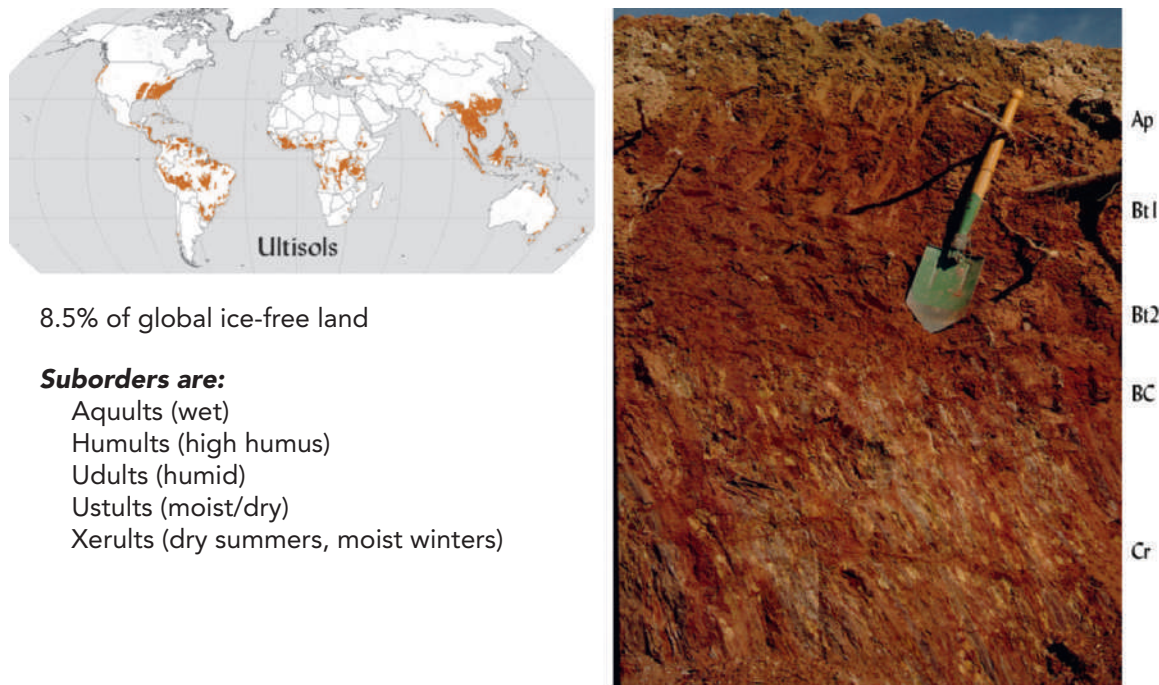 Ultisols
8.5% of global ice-free land
Suborders are:
Aquults (wet)
Humults (high humus)
Udults (humid)
Ustults (moist/dry)
Xerults (dry summers, moist winters)
Ap
Bt1
Bt2
BC
Cr